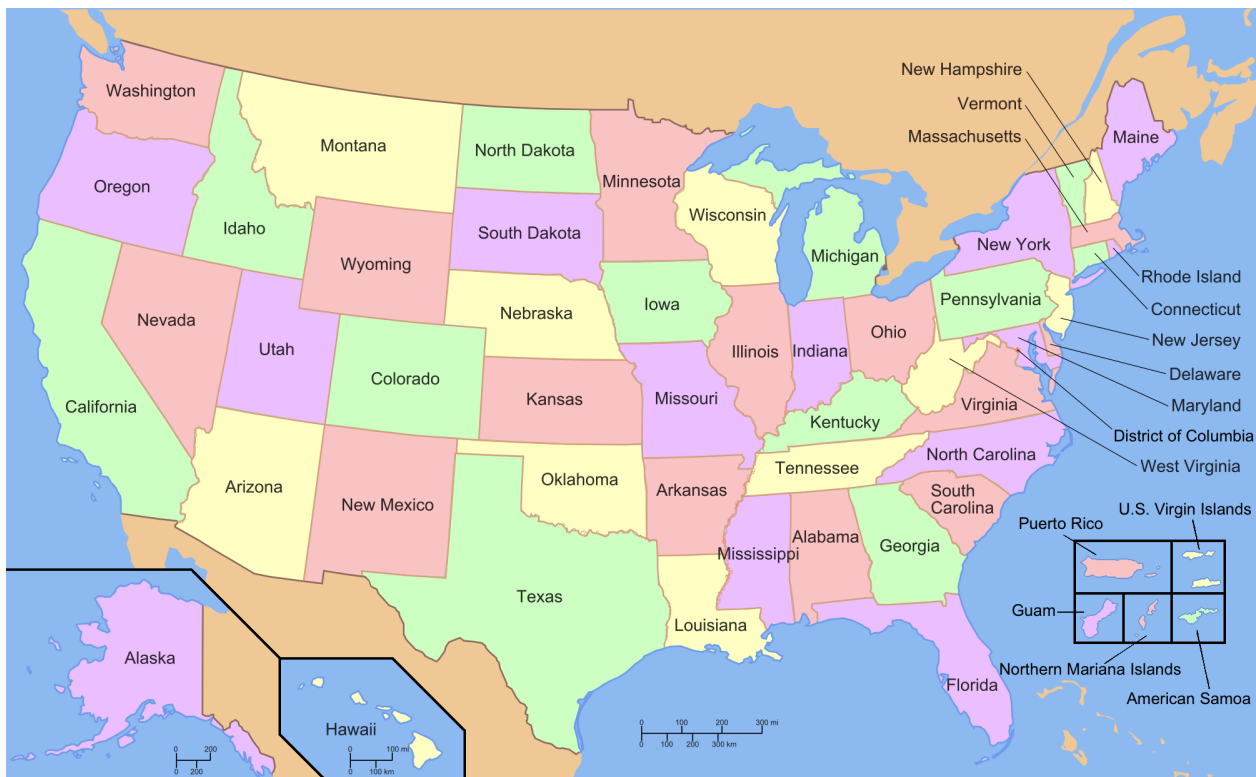 New Hampshire
Vermont
Massachusetts
Maine
Washington
Montana
North Dakota
Minnesota
Oregon
Idaho
Wisconsin
South Dakota
Michigan
New York
Wyoming
Rhode Island
Pennsylvania
Connecticut
Iowa
Nebraska
Nevada
Ohio
New Jersey
Utah
Illinois
Indiana
Colorado
Delaware
California
Kansas
Missouri
Virginia
Maryland
Kentucky
District of Columbia
North Carolina
West Virginia
Tennessee
Oklahoma
Arizona
Arkansas
South
Carolina
New Mexico
U.S. Virgin Islands
Puerto Rico
Alabama
Georgia
Mississippi
Texas
Guam
Louisiana
Alaska
Northern Mariana Islands
Florida
American Samoa
Hawaii
0 200
0 200
0 100 mi
0 100 km
0 100 200 300 mi
0 100 200 300 km